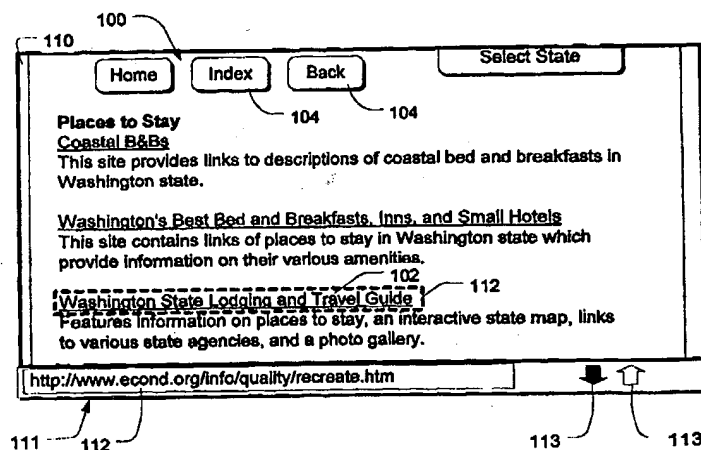 100
110
Select State
Home Index Back
104 104
Places to Stay
Coastal B&Bs
This site provides links to descriptions of coastal bed and breakfasts in
Washington state.
Washington's Best Bed and Breakfasts, Inns, and Small Hotels
This site contains links of places to stay in Washington state which
provide information on their various amenities.
102
Washington State Lodging and Travel Guide 112
Features information on places to stay, an interactive state map, links
to various state agencies, and a photo gallery.
http://www.econd.org/info/quality/recreate.htm
111 112 113 113